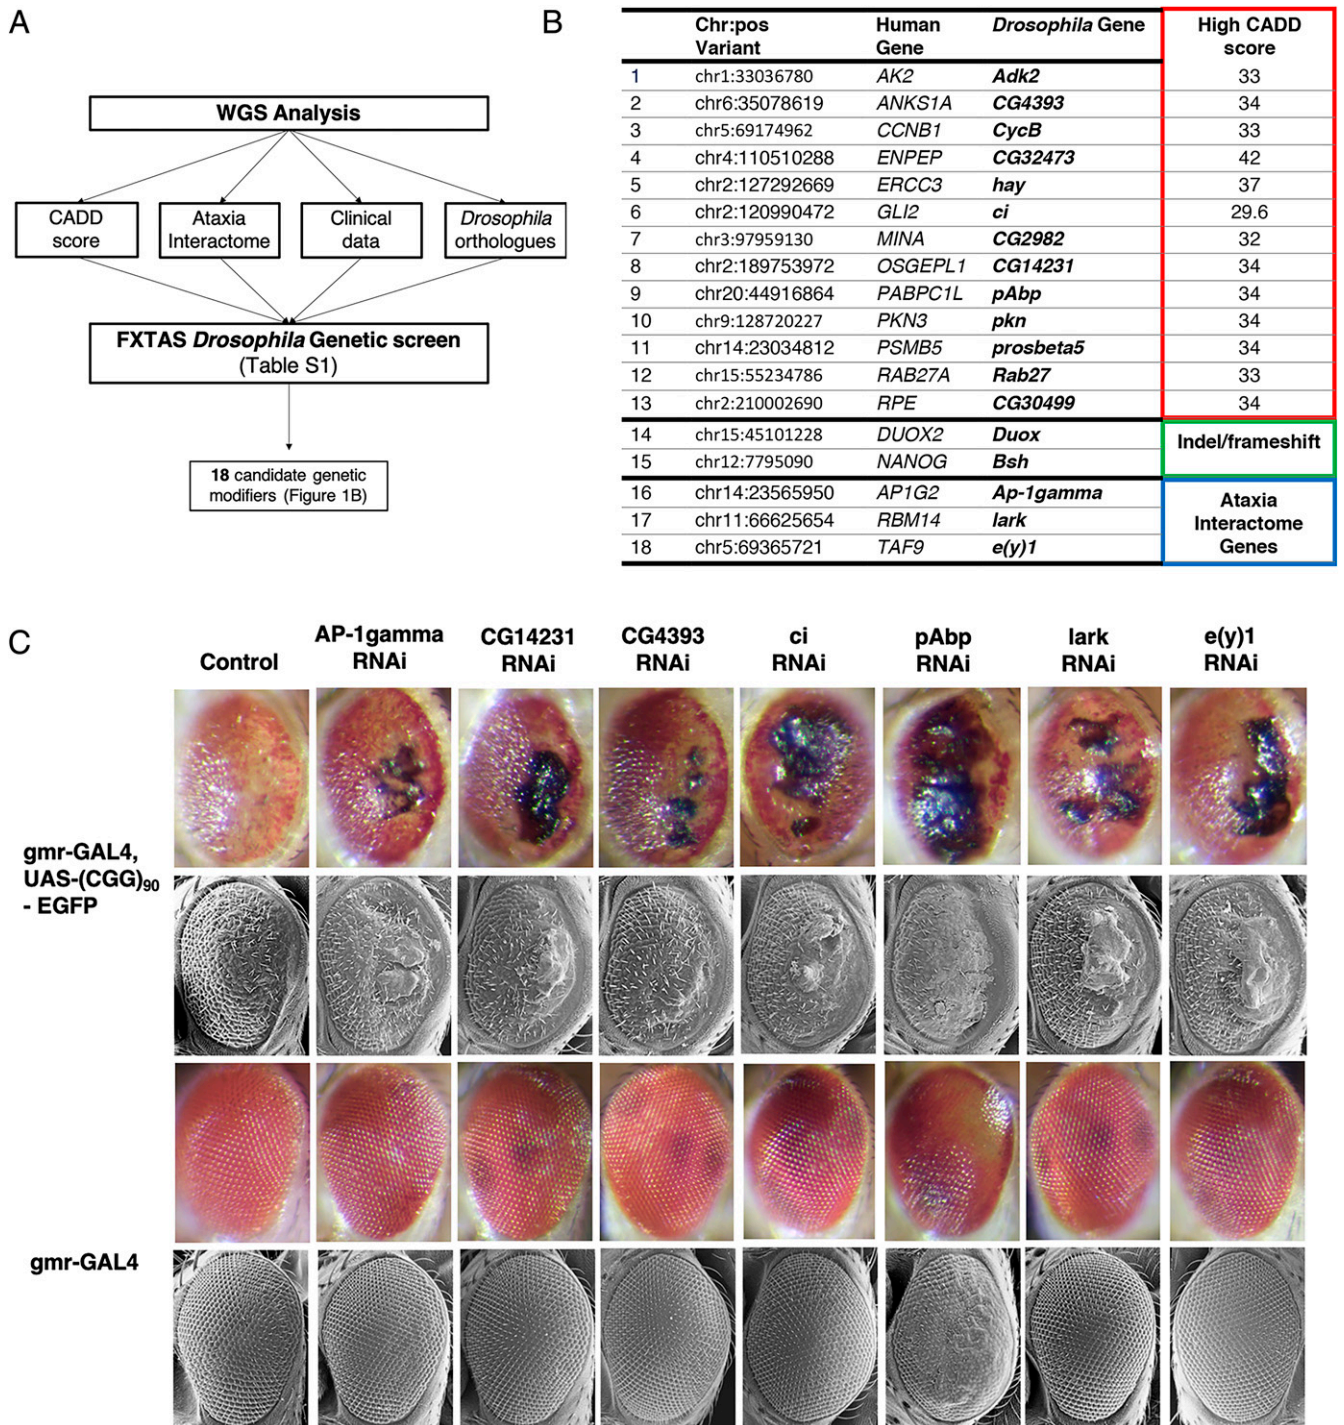 A
WGS Analysis
CADD
score
Ataxia
Interactome
Clinical
data
Drosophila
orthologues
FXTAS Drosophila Genetic screen
(Table S1)
18 candidate genetic
modifiers (Figure 1B)
B
Chr:pos
Variant
Human
Gene
Drosophila Gene
High CADD
score
1 chr1:33036780 AK2 Adk2 33
2 chr6:35078619 ANKS1A CG4393 34
3 chr5:69174962 CCNB1 CycB 33
4 chr4:110510288 ENPEP CG32473 42
5 chr2:127292669 ERCC3 hay 37
6 chr2:120990472 GLI2 ci 29.6
7 chr3:97959130 MINA CG2982 32
8 chr2:189753972 OSGEPL1 CG14231 34
9 chr20:44916864 PABPC1L pAbp 34
10 chr9:128720227 PKN3 pkn 34
11 chr14:23034812 PSMB5 prosbeta5 34
12 chr15:55234786 RAB27A Rab27 33
13 chr2:210002690 RPE CG30499 34
14 chr15:45101228 DUOX2 Duox
15 chr12:7795090 NANOG Bsh
Indel/frameshift
16 chr14:23565950 AP1G2 Ap-1gamma
17 chr11:66625654 RBM14 lark
18 chr5:69365721 TAF9 e(y)1
Ataxia
Interactome
Genes
C
Control
AP-1gamma
RNAi
CG14231
RNAi
CG4393
RNAi
ci
RNAi
pAbp
RNAi
lark
RNAi
e(y)1
RNAi
gmr-GAL4,
UAS-(CGG)90
- EGFP
gmr-GAL4